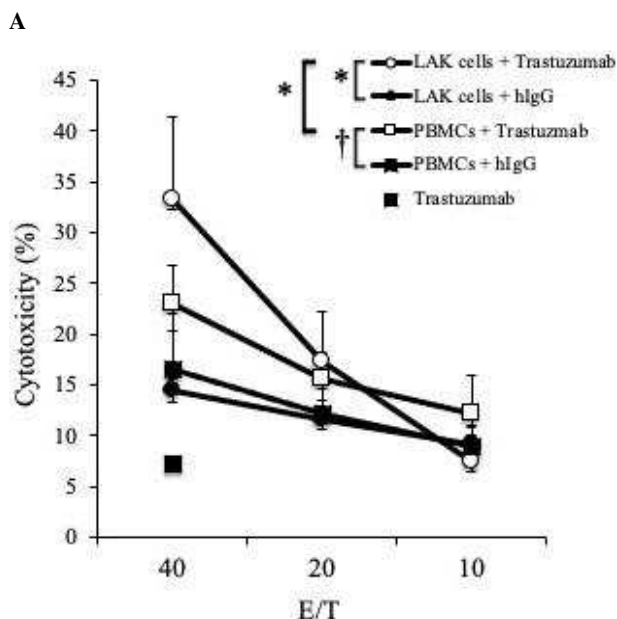 A
* * LAK cells + Trastuzumab
LAK cells + hIgG
† PBMCs + Trastuzmab
PBMCs + hIgG
Trastuzumab
Cytotoxicity (%)
45
40
35
30
25
20
15
10
5
0
40 20 10
E/T